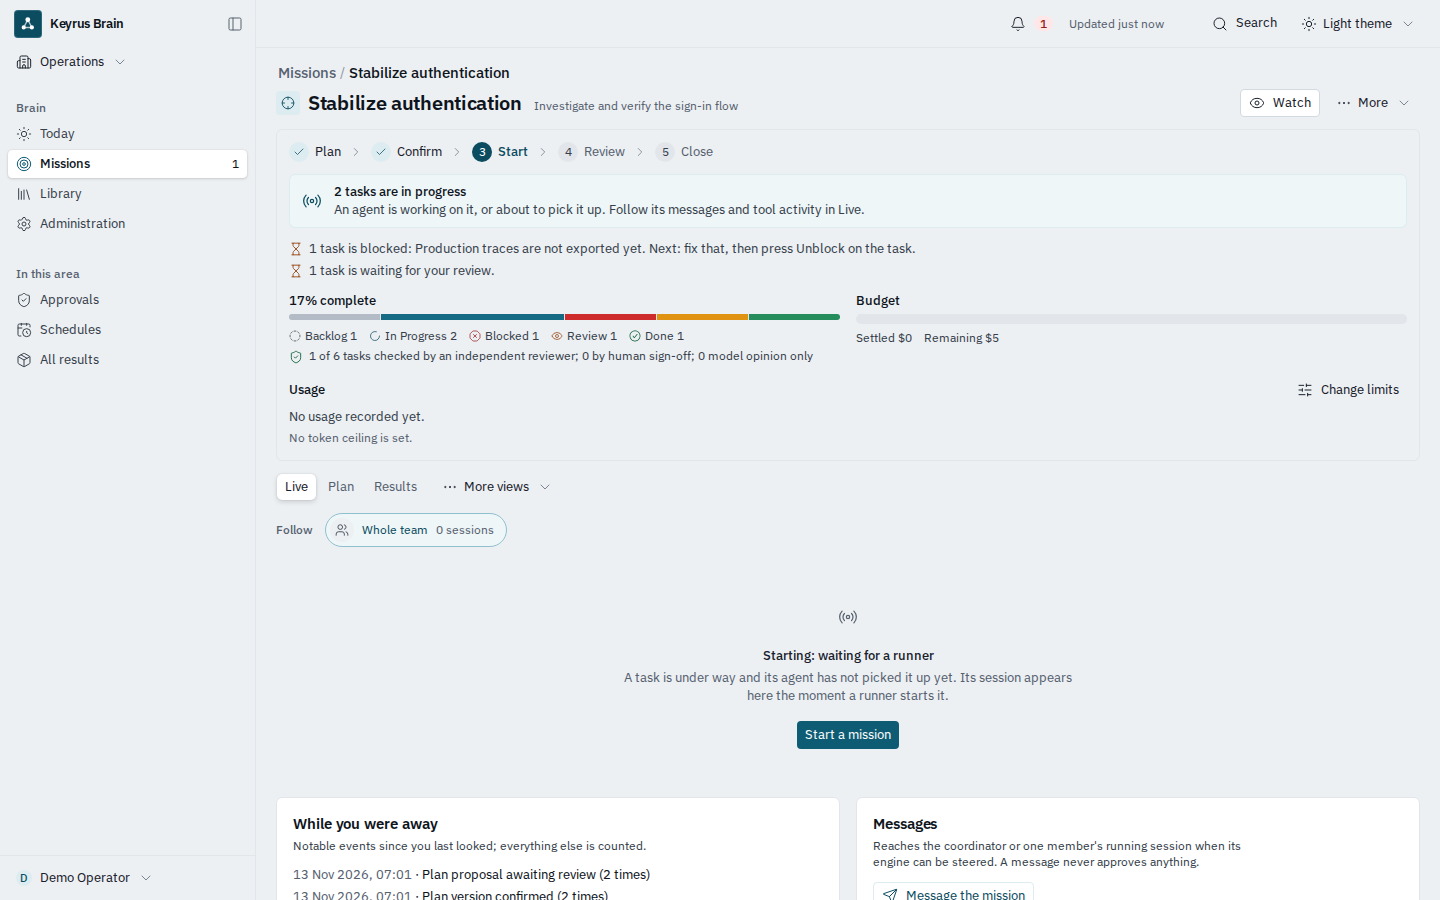 Keyrus Brain
1
Updated just now
Search
Light theme
Operations
Brain
Today
Missions
1
Library
Administration
In this area
Approvals
Schedules
All results
D
Demo Operator
Missions / Stabilize authentication
Stabilize authentication
Investigate and verify the sign-in flow
Watch
More
Plan
Confirm
3 Start
4 Review
5 Close
2 tasks are in progress
An agent is working on it, or about to pick it up. Follow its messages and tool activity in Live.
1 task is blocked: Production traces are not exported yet. Next: fix that, then press Unblock on the task.
1 task is waiting for your review.
17% complete
Backlog 1
In Progress 2
Blocked 1
Review 1
Done 1
1 of 6 tasks checked by an independent reviewer; 0 by human sign-off; 0 model opinion only
Budget
Settled $0
Remaining $5
Usage
Change limits
No usage recorded yet.
No token ceiling is set.
Live
Plan
Results
More views
Follow
Whole team
0 sessions
Starting: waiting for a runner
A task is under way and its agent has not picked it up yet. Its session appears
here the moment a runner starts it.
Start a mission
While you were away
Notable events since you last looked; everything else is counted.
13 Nov 2026, 07:01 · Plan proposal awaiting review (2 times)
13 Nov 2026, 07:01 · Plan version confirmed (2 times)
Messages
Reaches the coordinator or one member's running session when its
engine can be steered. A message never approves anything.
Message the mission